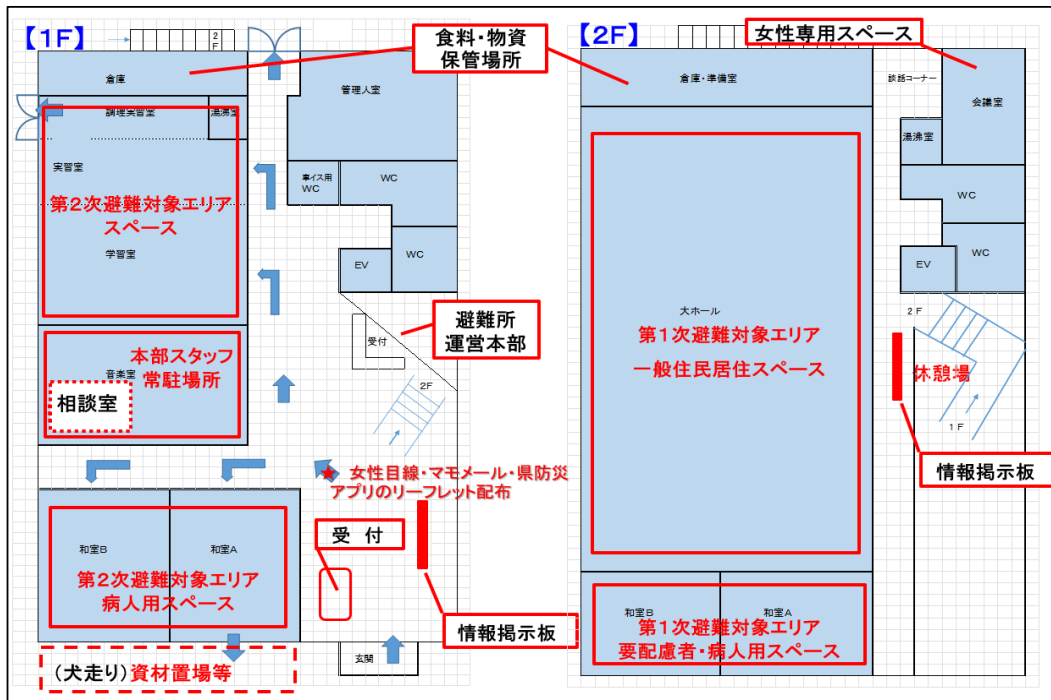 【1F】
2
F
食料・物資
保管場所
倉庫
管理人室
調理実習室
湯沸室
実習室
車イス用
WC
WC
第2次避難対象エリア
スペース
学習室
EV
WC
避難所
運営本部
受付
本部スタッフ
常駐場所
音楽室
相談室
2F
★ 女性目線・マモメール・県防災
アプリのリーフレット配布
受 付
和室B
和室A
第2次避難対象エリア
病人用スペース
情報掲示板
玄関
(犬走り)資材置場等
【2F】
女性専用スペース
倉庫・準備室
談話コーナー
会議室
湯沸室
WC
EV
WC
大ホール
第1次避難対象エリア
一般住民居住スペース
2F
休憩場
1F
情報掲示板
和室B
和室A
第1次避難対象エリア
要配慮者・病人用スペース